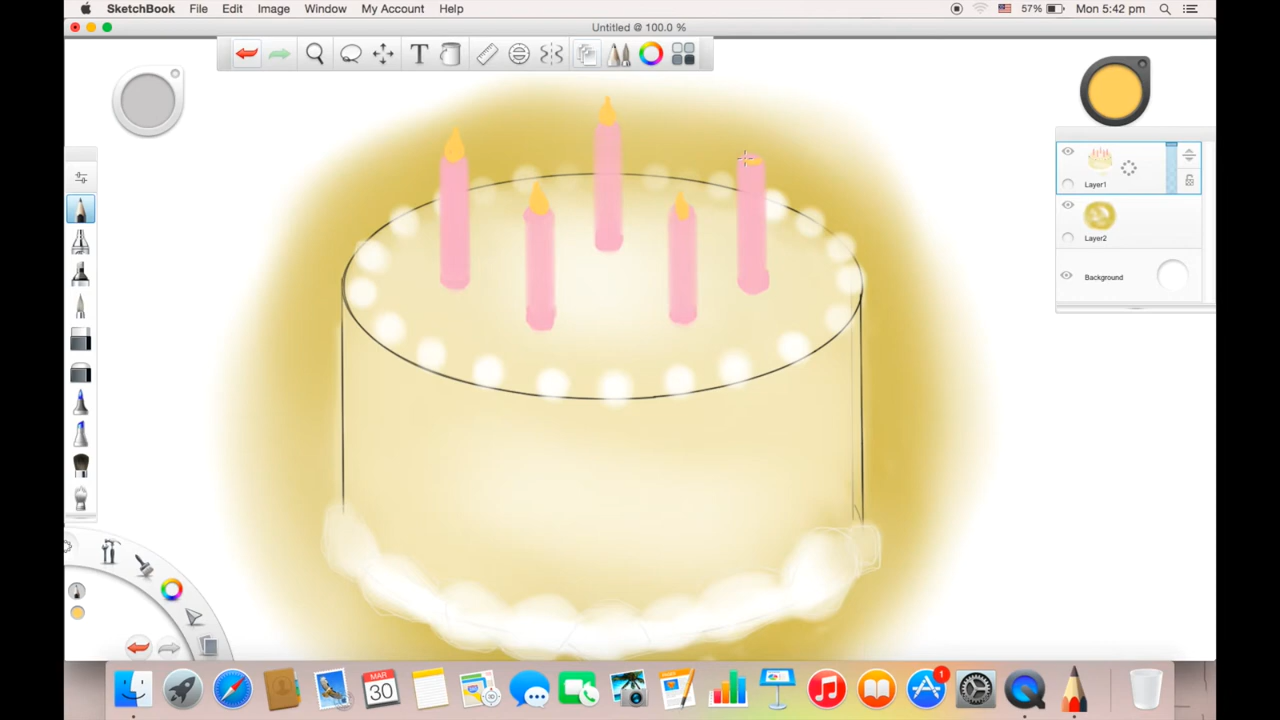 SketchBook File Edit Image Window My Account Help 57% Mon 5:42 pm
Untitled @ 100.0 %
T
Layer1
Layer2
Background
MAR
30
1